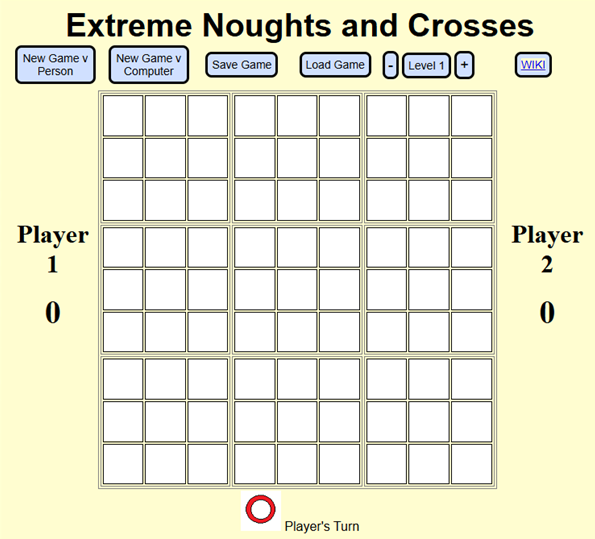 Extreme Noughts and Crosses
New Game v
Person
New Game v
Computer
Save Game
Load Game
-
Level 1
+
WIKI
Player
1
0
Player
2
0
Player's Turn